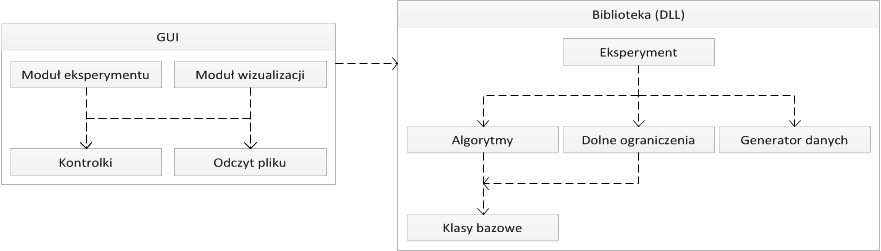 GUI
Moduł eksperymentu
Moduł wizualizacji
Kontrolki
Odczyt pliku
Biblioteka (DLL)
Eksperyment
Algorytmy
Dolne ograniczenia
Generator danych
Klasy bazowe